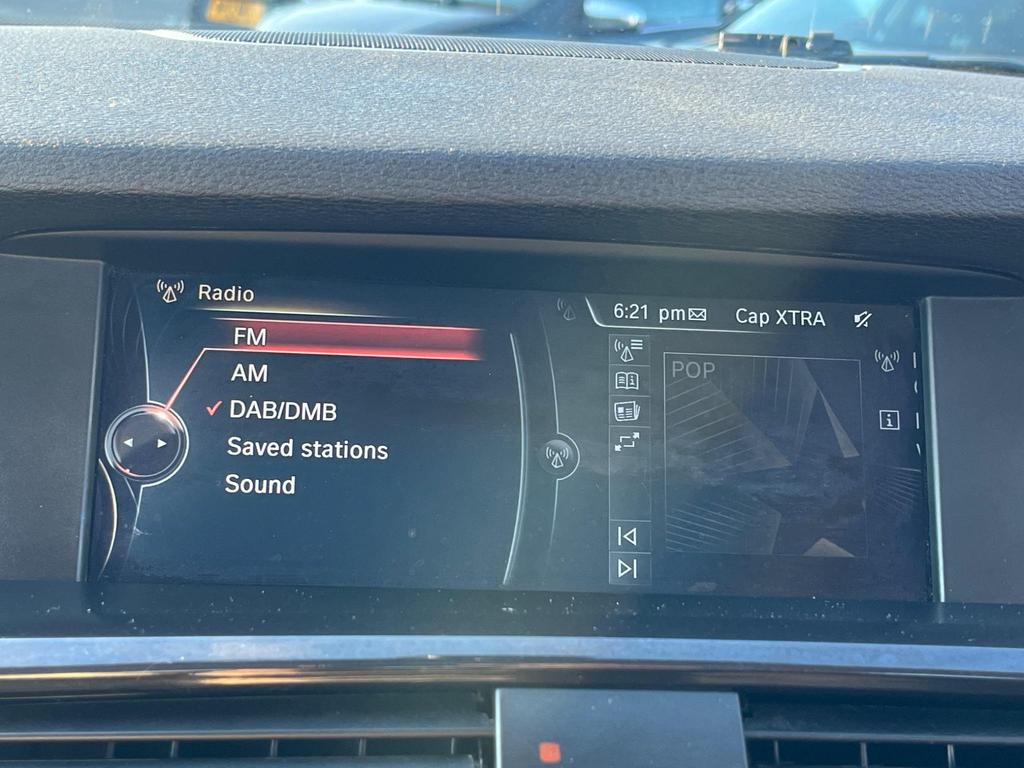 Radio
FM
AM
DAB/DMB
Saved stations
Sound
6:21 pm
Cap XTRA
POP